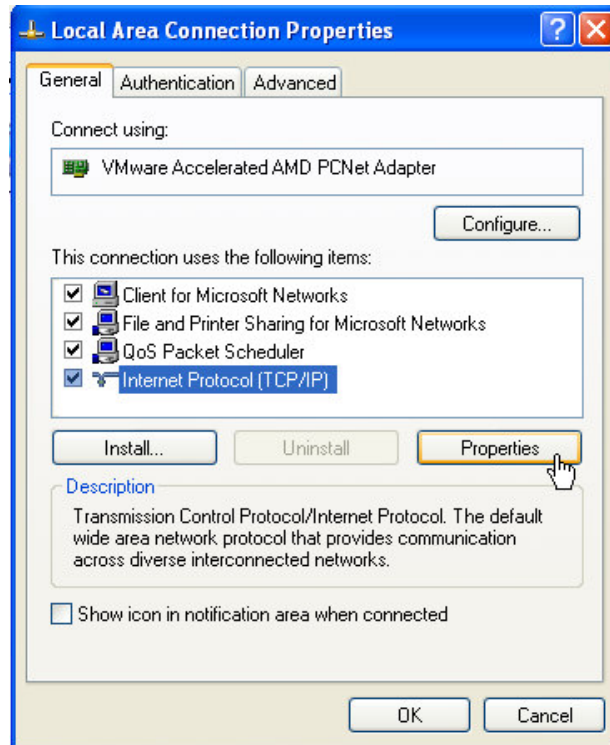 Local Area Connection Properties
General Authentication Advanced
Connect using:
VMware Accelerated AMD PCNet Adapter
Configure...
This connection uses the following items:
Client for Microsoft Networks
File and Printer Sharing for Microsoft Networks
QoS Packet Scheduler
Internet Protocol (TCP/IP)
Install... Uninstall Properties
Description
Transmission Control Protocol/Internet Protocol. The default
wide area network protocol that provides communication
across diverse interconnected networks.
Show icon in notification area when connected
OK Cancel